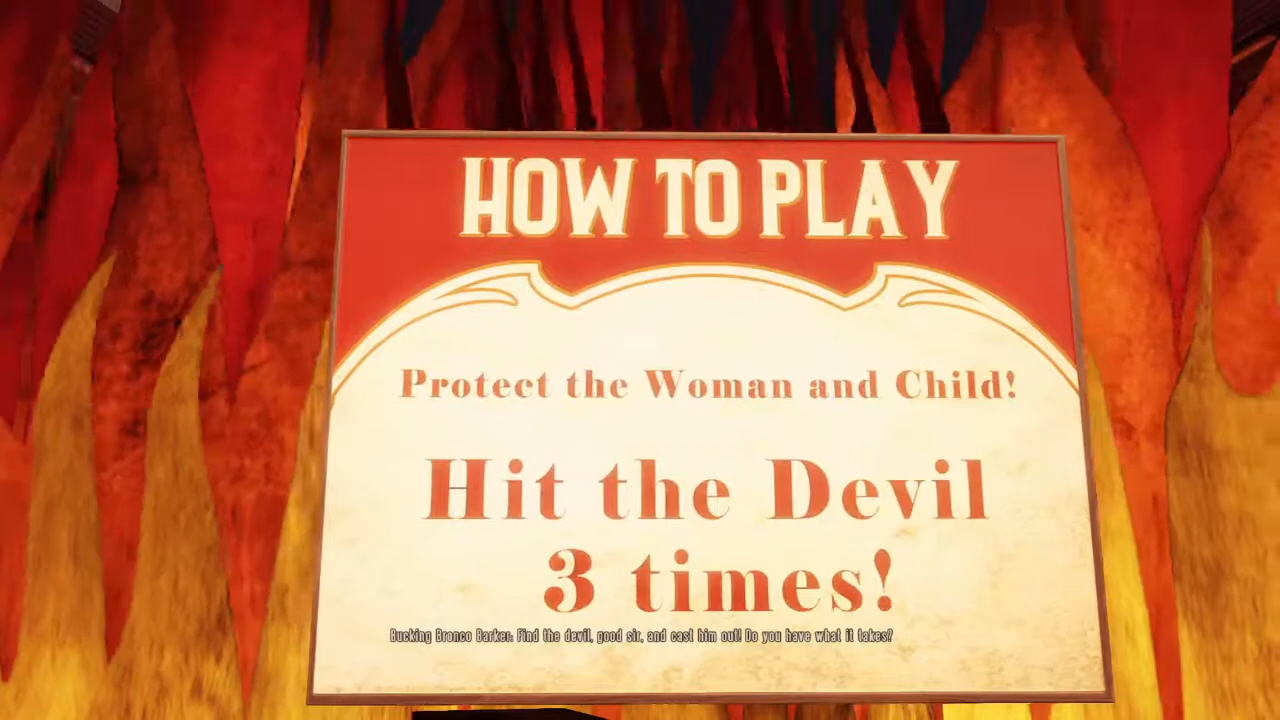 HOW TO PLAY
Protect the Woman and Child!
Hit the Devil
3 times!
Bucking Bronco Barker: Find the devil, good sir, and cast him out! Do you have what it takes?